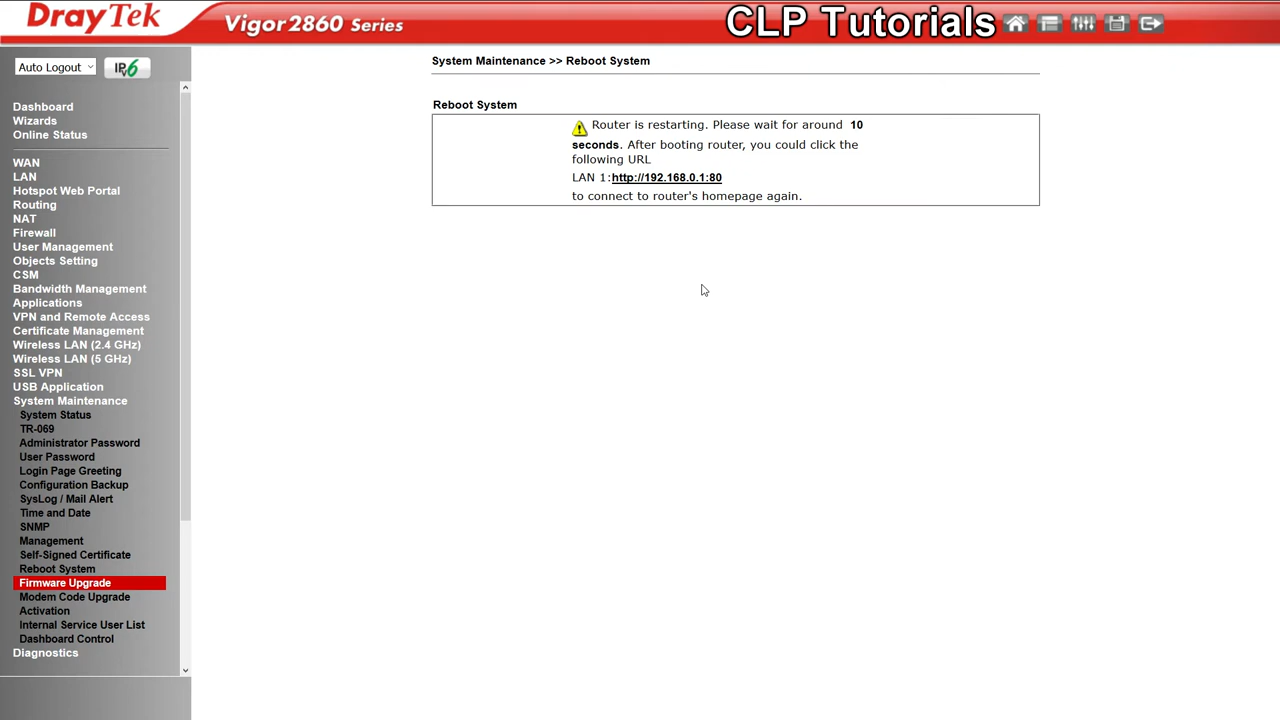 DrayTek
Vigor2860 Series
CLP Tutorials
Auto Logout
IPv6
Dashboard
Wizards
Online Status
WAN
LAN
Hotspot Web Portal
Routing
NAT
Firewall
User Management
Objects Setting
CSM
Bandwidth Management
Applications
VPN and Remote Access
Certificate Management
Wireless LAN (2.4 GHz)
Wireless LAN (5 GHz)
SSL VPN
USB Application
System Maintenance
System Status
TR-069
Administrator Password
User Password
Login Page Greeting
Configuration Backup
SysLog / Mail Alert
Time and Date
SNMP
Management
Self-Signed Certificate
Reboot System
Firmware Upgrade
Modem Code Upgrade
Activation
Internal Service User List
Dashboard Control
Diagnostics
System Maintenance >> Reboot System
Reboot System
Router is restarting. Please wait for around 10
seconds. After booting router, you could click the
following URL
LAN 1:http://192.168.0.1:80
to connect to router's homepage again.